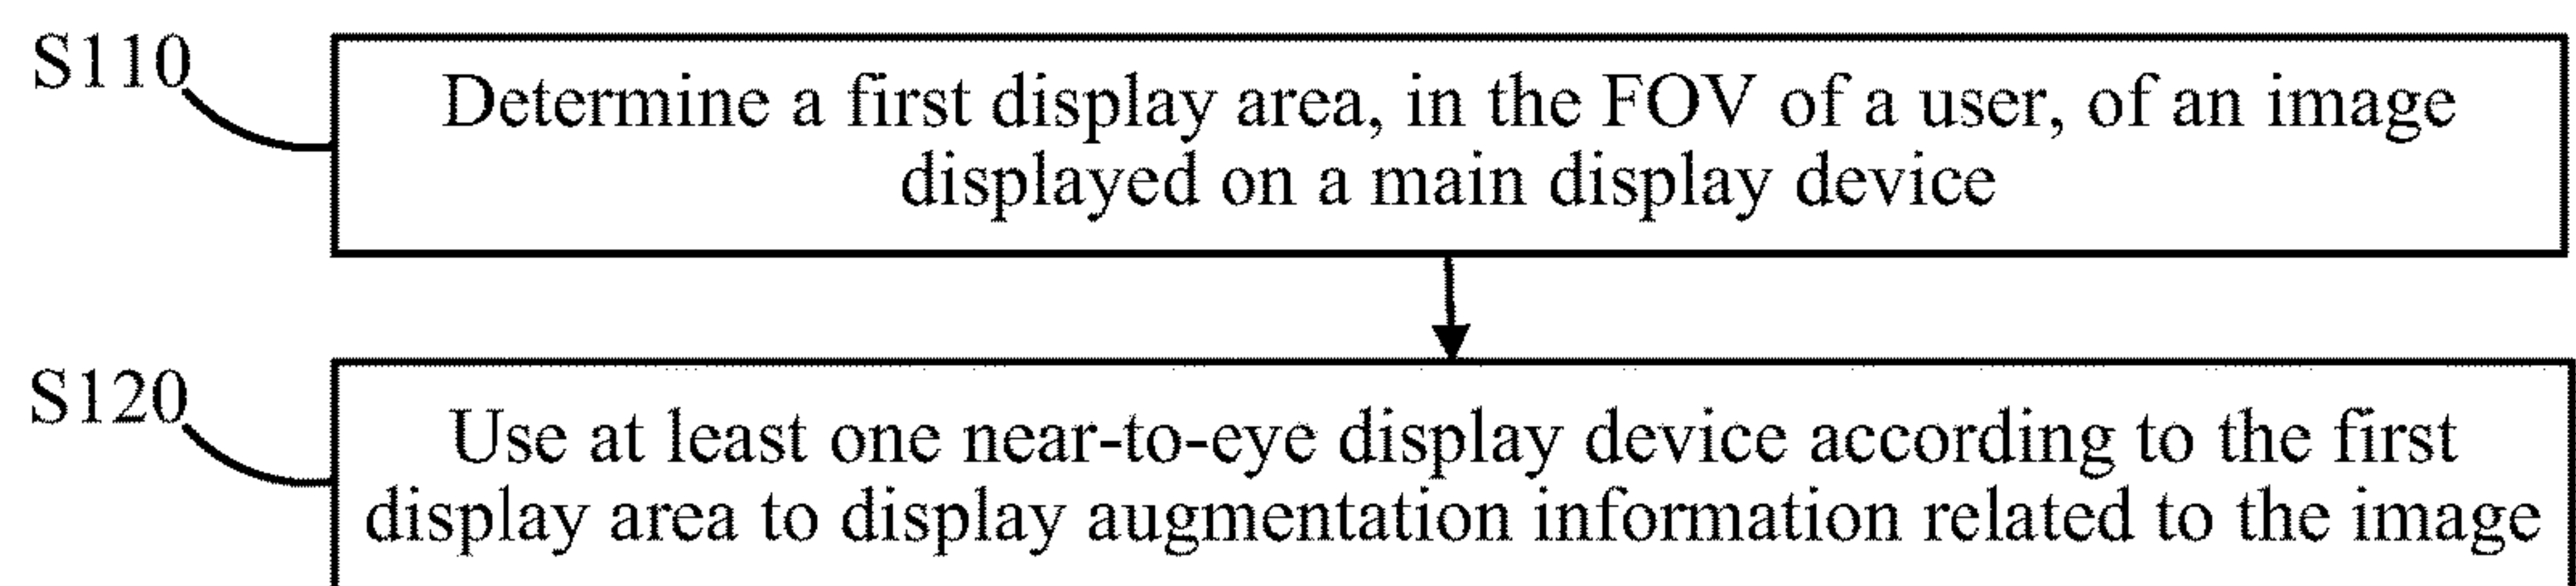 S110
Determine a first display area, in the FOV of a user, of an image
displayed on a main display device
S120
Use at least one near-to-eye display device according to the first
display area to display augmentation information related to the image